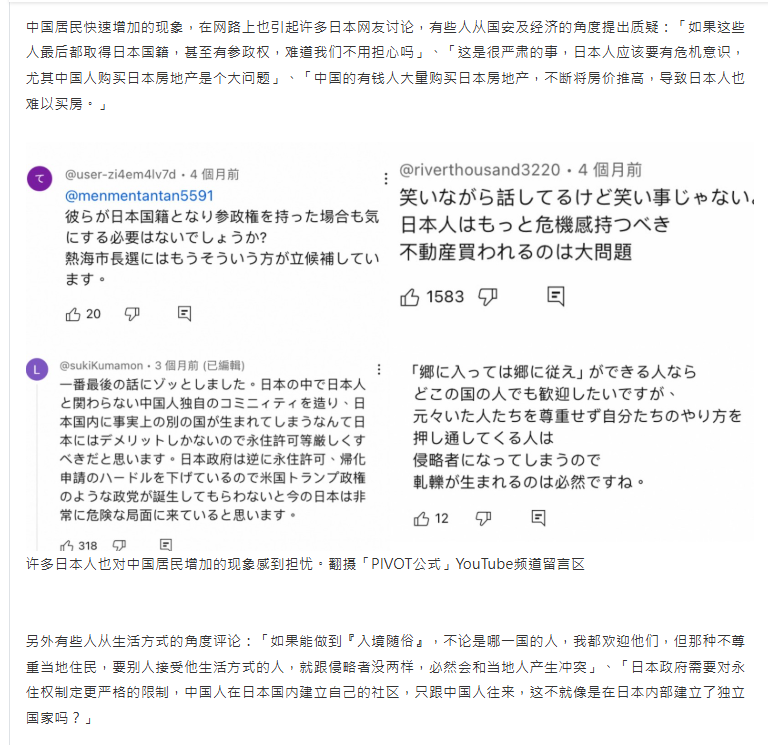 中国居民快速增加的现象，在网路上也引起许多日本网友讨论，有些人从国安及经济的角度提出质疑：「如果这些
人最后都取得日本国籍，甚至有参政权，难道我们不用担心吗」、「这是很严肃的事，日本人应该要有危机意识，
尤其中国人购买日本房地产是个大问题」、「中国的有钱人大量购买日本房地产，不断将房价推高，导致日本人也
难以买房。」
て
@user-zi4em4lv7d・4 個月前
@menmentantan5591
彼らが日本国籍となり参政権を持った場合も気
にする必要はないでしょうか?
熱海市長選にはもうそういう方が立候補してい
ます。
20
@riverthousand3220・4 個月前
笑いながら話してるけど笑い事じゃない。
日本人はもっと危機感持つべき
不動産買われるのは大問題
1583
L
@sukiKumamon・3 個月前 (已編輯)
一番最後の話にゾッとしました。日本の中で日本人
と関わらない中国人独自のコミニィティを造り、日
本国内に事実上の別の国が生まれてしまうなんて日
本にはデメリットしかないので永住許可等厳しくす
べきだと思います。日本政府は逆に永住許可、帰化
申請のハードルを下げているので米国トランプ政権
のような政党が誕生してもらわないと今の日本は非
常に危険な局面に来ていると思います。
318
「郷に入っては郷に従え」ができる人なら
どこの国の人でも歓迎したいですが、
元々いた人たちを尊重せず自分たちのやり方を
押し通してくる人は
侵略者になってしまうので
軋轢が生まれるのは必然ですね。
12
许多日本人也对中国居民增加的现象感到担忧。翻摄「PIVOT公式」YouTube频道留言区
另外有些人从生活方式的角度评论：「如果能做到『入境随俗』，不论是哪一国的人，我都欢迎他们，但那种不尊
重当地住民，要别人接受他生活方式的人，就跟侵略者没两样，必然会和当地人产生冲突」、「日本政府需要对永
住权制定更严格的限制，中国人在日本国内建立自己的社区，只跟中国人往来，这不就像是在日本内部建立了独立
国家吗？」